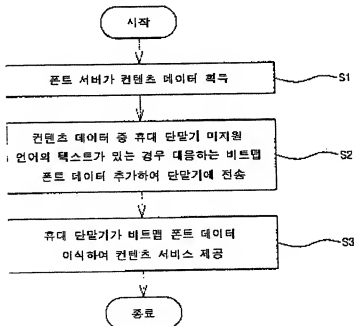 시작
폰트 서버가 컨텐츠 데이터 획득
S1
컨텐츠 데이터 중 휴대 단말기 미지원
언어의 텍스트가 있는 경우 대응하는 비트맵
폰트 데이터 추가하여 단말기에 전송
S2
휴대 단말기가 비트맵 폰트 데이터
이식하여 컨텐츠 서비스 제공
S3
종료